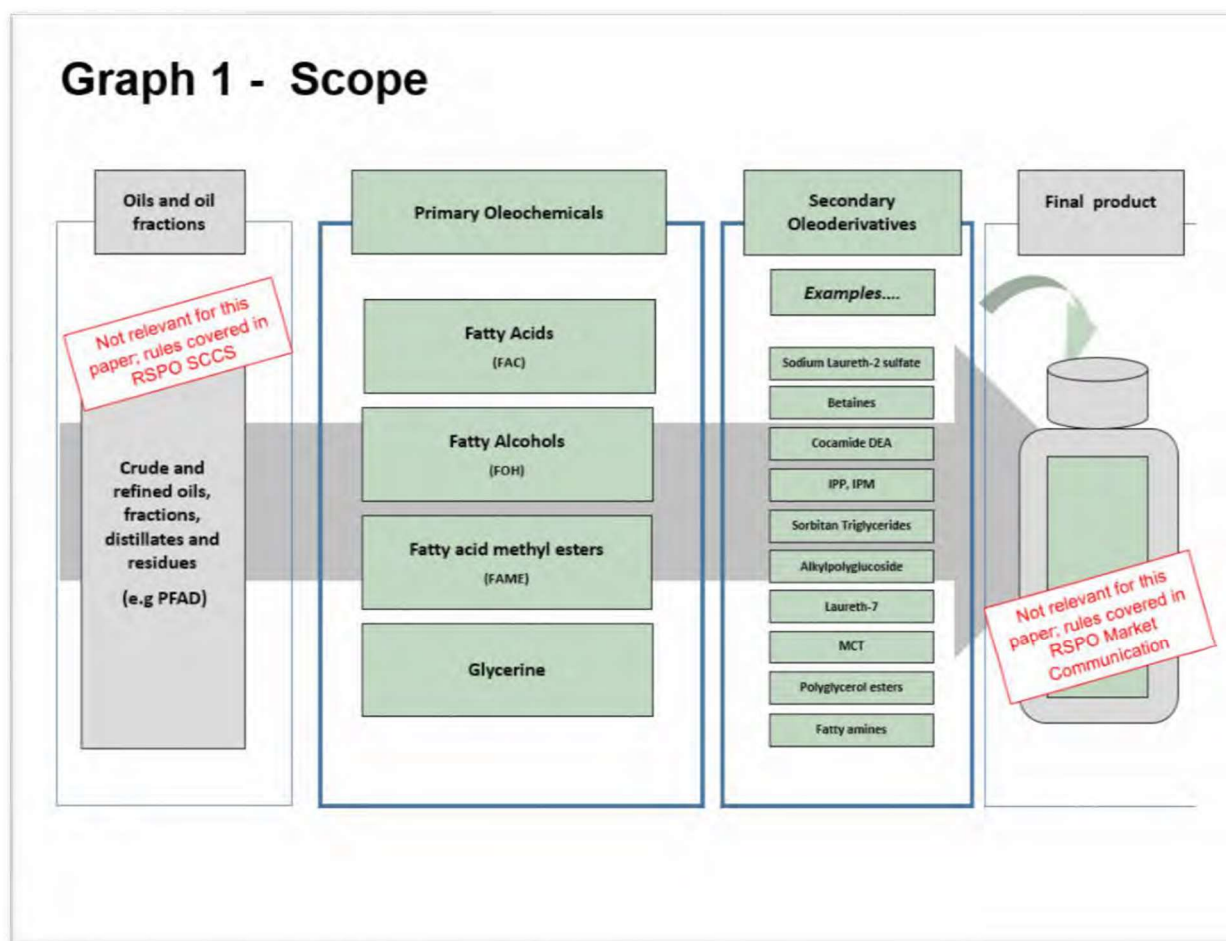 Graph 1 - Scope
Oils and oil
fractions
Not relevant for this
paper; rules covered in
RSPO SCCS
Crude and
refined oils,
fractions,
distillates and
residues
(e.g PFAD)
Primary Oleochemicals
Fatty Acids
(FAC)
Fatty Alcohols
(FOH)
Fatty acid methyl esters
(FAME)
Glycerine
Secondary
Oleoderivatives
Examples....
Sodium Laureth-2 sulfate
Betaines
Cocamide DEA
IPP, IPM
Sorbitan Triglycerides
Alkylpolyglucoside
Laureth-7
MCT
Polyglycerol esters
Fatty amines
Final product
Not relevant for this
paper; rules covered in
RSPO Market
Communication